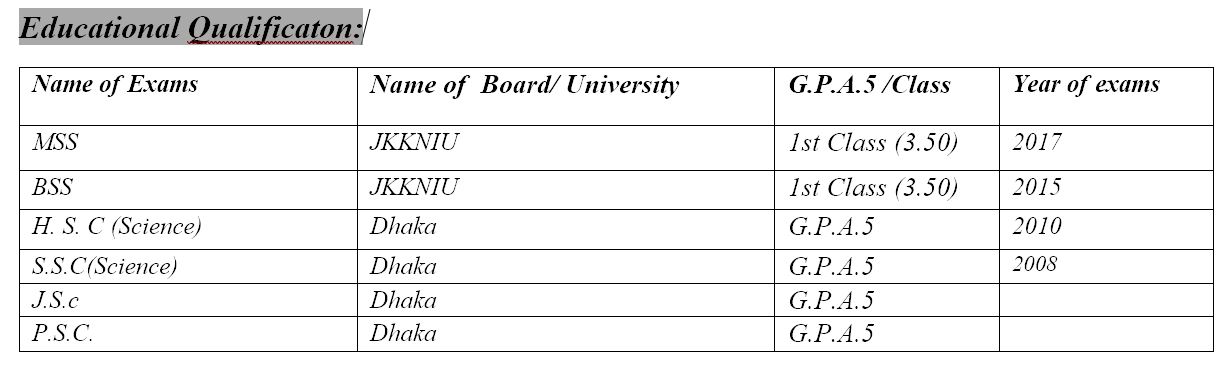 Educational Qualificaton:
Name of Exams Name of Board/ University G.P.A.5 /Class Year of exams
MSS JKKNIU 1st Class (3.50) 2017
BSS JKKNIU 1st Class (3.50) 2015
H. S. C (Science) Dhaka G.P.A.5 2010
S.S.C(Science) Dhaka G.P.A.5 2008
J.S.c Dhaka G.P.A.5
P.S.C. Dhaka G.P.A.5